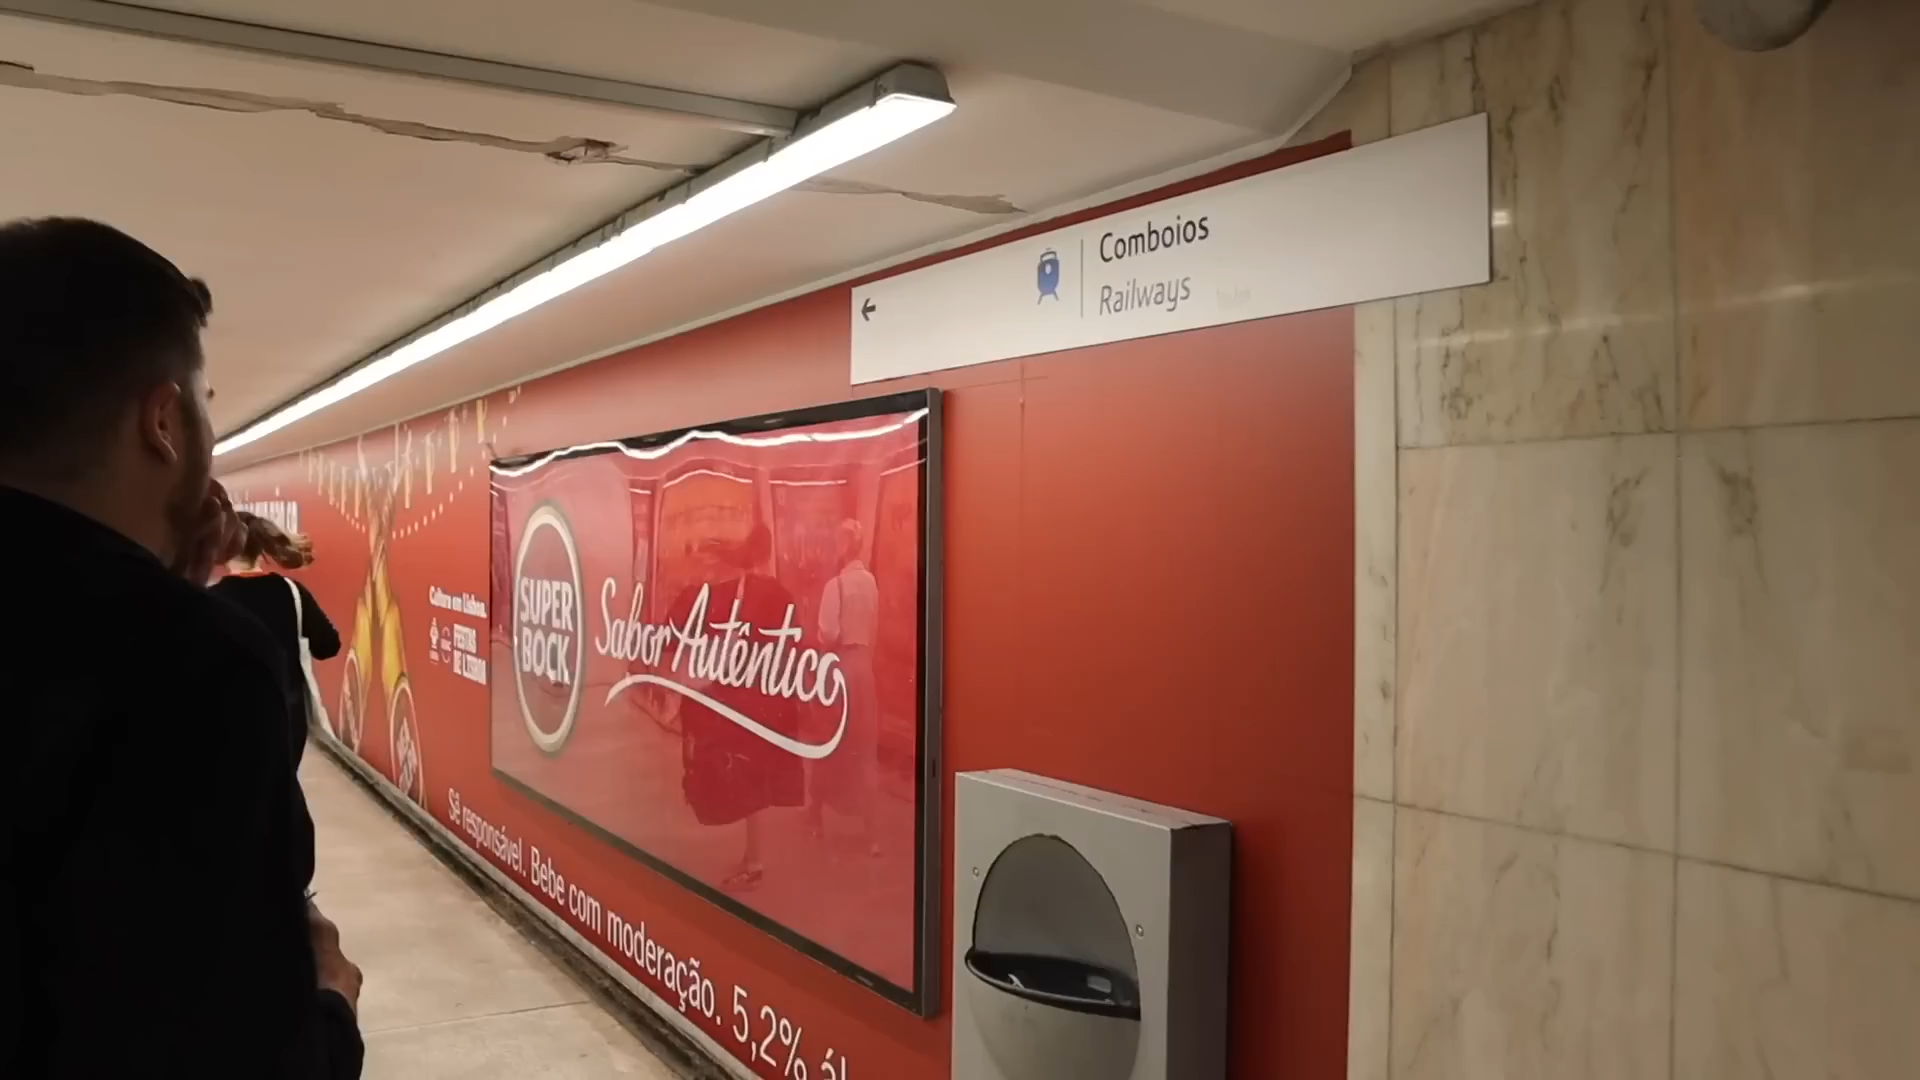 Comboios
Railways
SUPER
BOCK
Sabor Autêntico
Cultura em Lisboa.
FESTAS
DE LISBOA
Sê responsável. Bebe com moderação. 5,2%